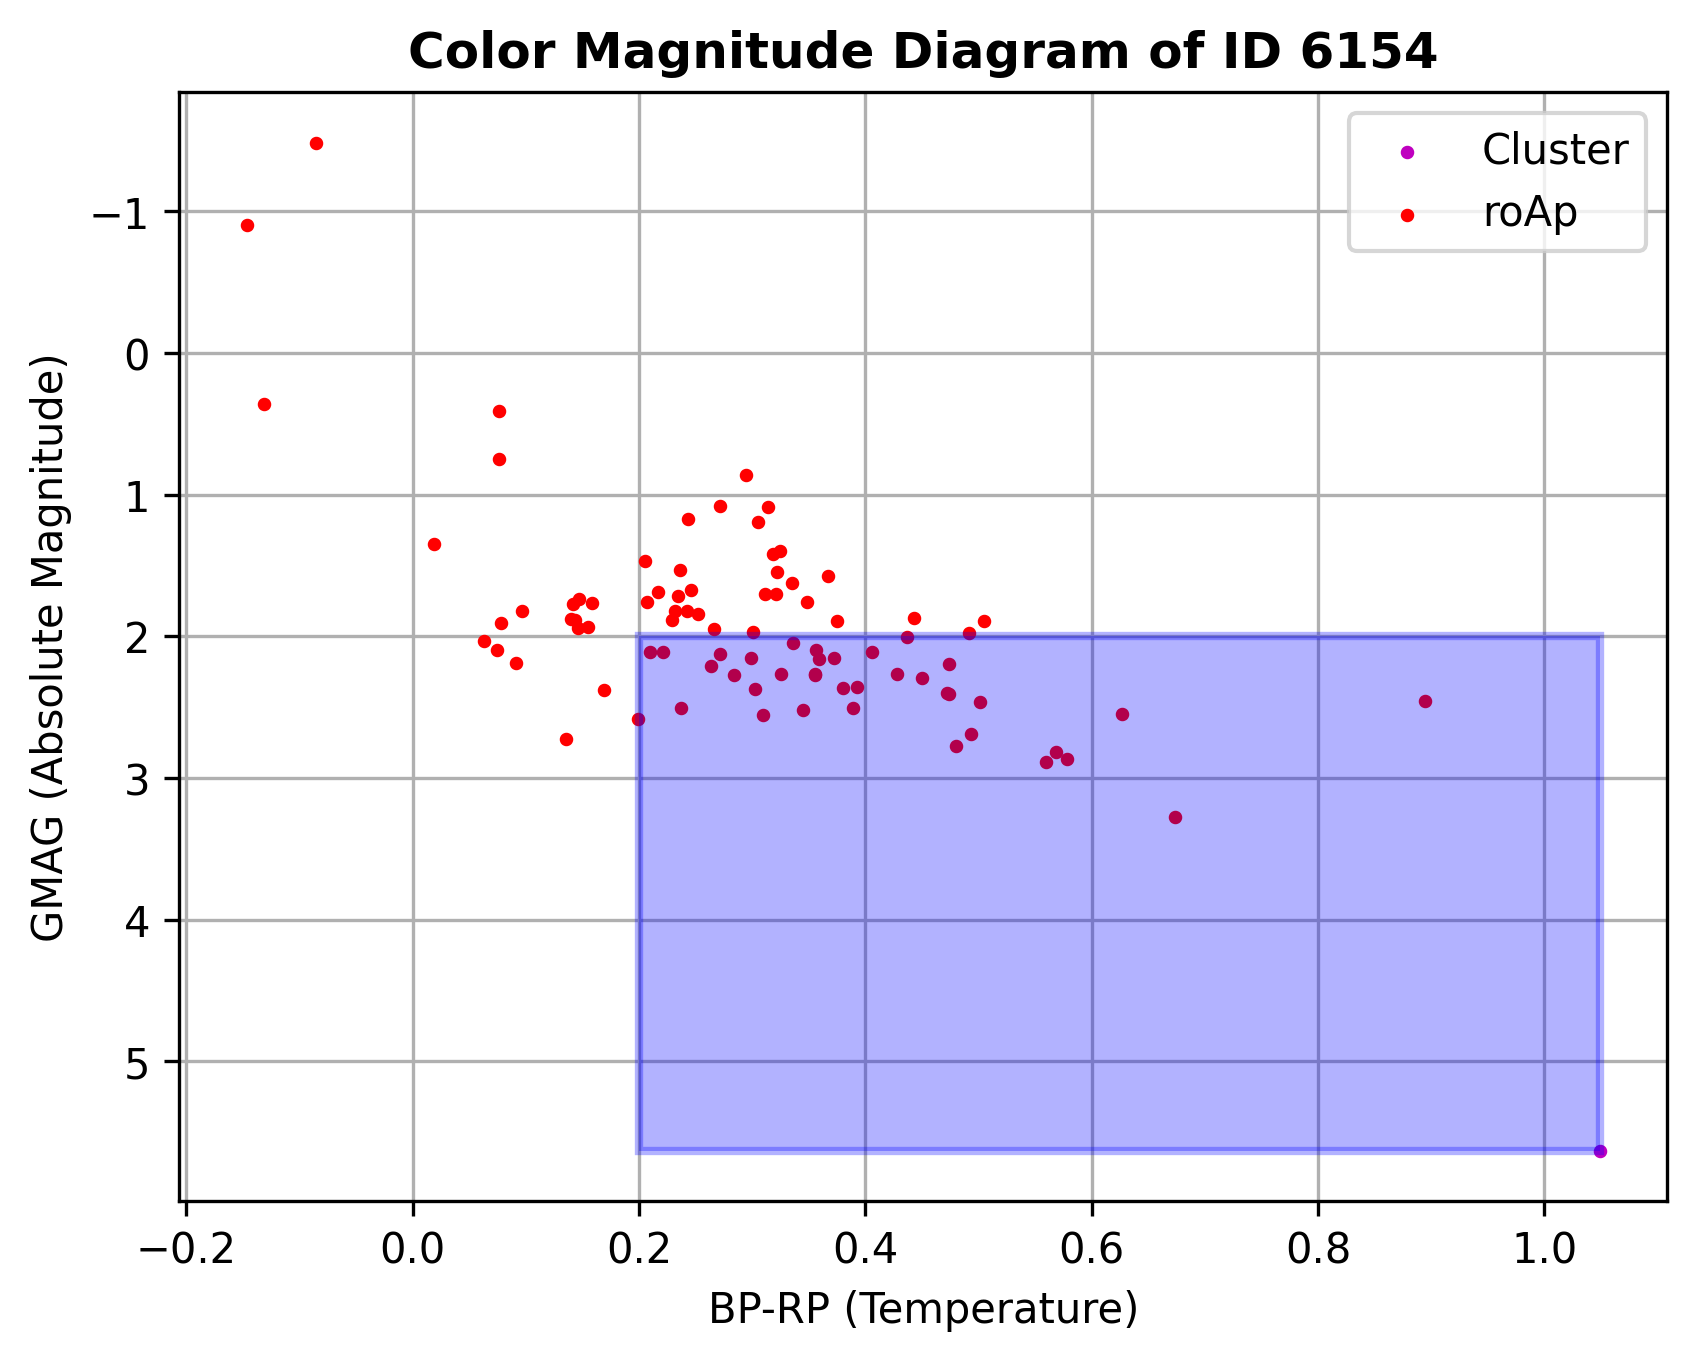 Color Magnitude Diagram of ID 6154
Cluster
roAp
−1
0
1
2
3
4
5
GMAG (Absolute Magnitude)
−0.2 0.0 0.2 0.4 0.6 0.8 1.0
BP-RP (Temperature)